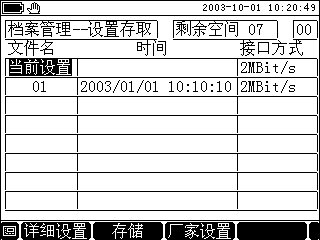 2003-10-01 10:20:49
档案管理--设置存取 剩余空间 07 00
文件名 时间 接口方式
当前设置 2MBit/s
01 2003/01/01 10:10:10 2MBit/s
详细设置 存储 厂家设置